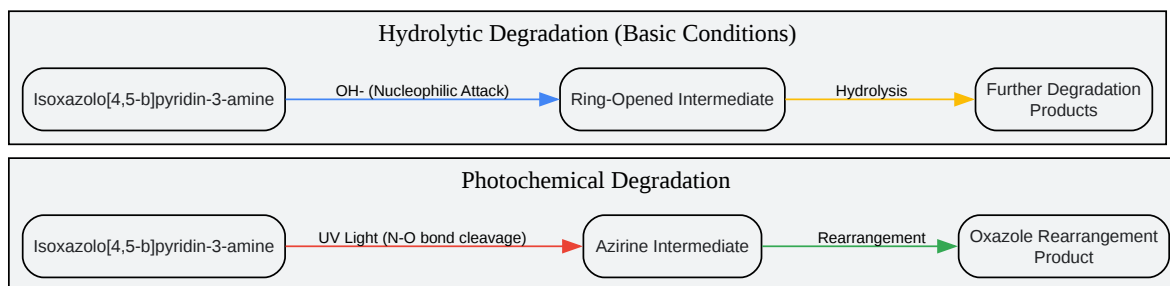 Hydrolytic Degradation (Basic Conditions)
Isoxazolo[4,5-b]pyridin-3-amine
OH- (Nucleophilic Attack)
Ring-Opened Intermediate
Hydrolysis
Further Degradation
Products
Photochemical Degradation
Isoxazolo[4,5-b]pyridin-3-amine
UV Light (N-O bond cleavage)
Azirine Intermediate
Rearrangement
Oxazole Rearrangement
Product